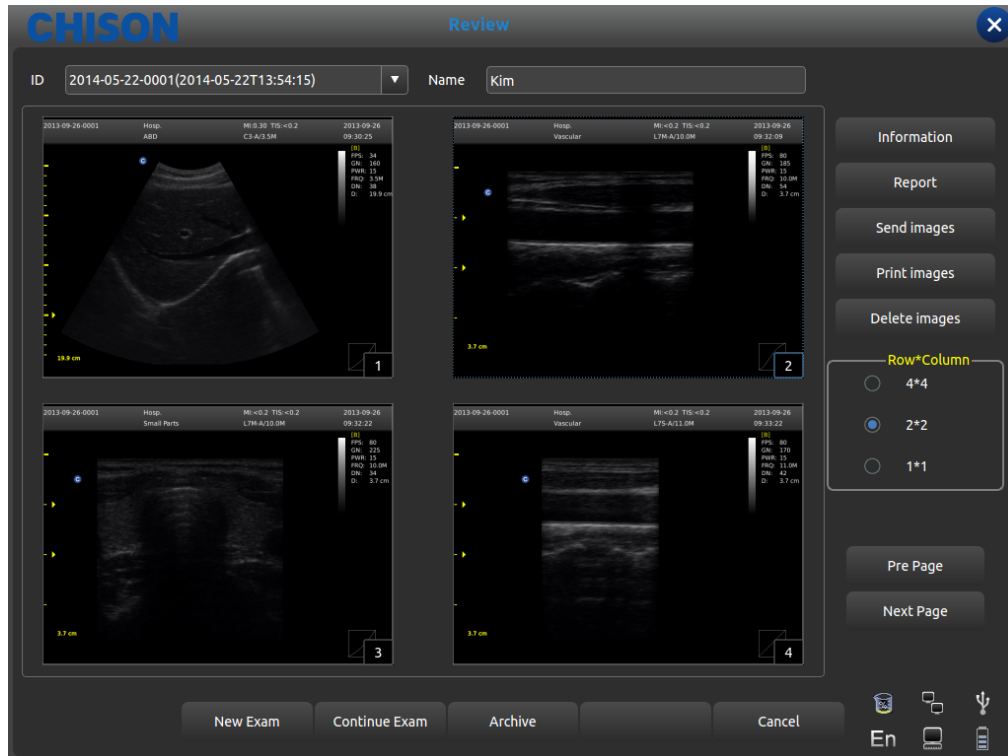 CHISON
Review
ID 2014-05-22-0001(2014-05-22T13:54:15) Name Kim
2013-09-26-0001 Hosp. MI:0.30 TIS:<0.2 2013-09-26
ABD C3-A/3.5M 09:30:25
[B]
FPS: 34
GN: 160
PWR: 15
FRQ: 3.5M
DN: 38
D: 19.9 cm
C
19.9 cm
1
2013-09-26-0001 Hosp. MI:<0.2 TIS:<0.2 2013-09-26
Vascular L7M-A/10.0M 09:32:09
[B]
FPS: 80
GN: 185
PWR: 15
FRQ: 10.0M
DN: 54
D: 3.7 cm
C
3.7 cm
2
2013-09-26-0001 Hosp. MI:<0.2 TIS:<0.2 2013-09-26
Small Parts L7M-A/10.0M 09:32:22
[B]
FPS: 80
GN: 225
PWR: 15
FRQ: 10.0M
DN: 34
D: 3.7 cm
C
3.7 cm
3
2013-09-26-0001 Hosp. MI:<0.2 TIS:<0.2 2013-09-26
Vascular L7S-A/11.0M 09:33:22
[B]
FPS: 80
GN: 170
PWR: 15
FRQ: 11.0M
DN: 42
D: 3.7 cm
C
3.7 cm
4
Information
Report
Send images
Print images
Delete images
Row*Column
4*4
2*2
1*1
Pre Page
Next Page
New Exam Continue Exam Archive Cancel
En